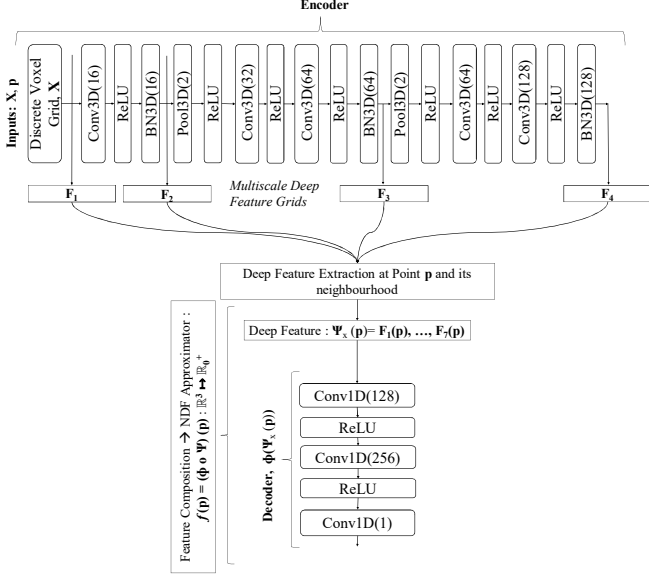 Encoder
Inputs: X, p
Discrete Voxel
Grid, X
Conv3D(16)
ReLU
BN3D(16)
Pool3D(2)
ReLU
Conv3D(32)
ReLU
Conv3D(64)
ReLU
BN3D(64)
Pool3D(2)
ReLU
Conv3D(64)
ReLU
Conv3D(128)
ReLU
BN3D(128)
F₁
F₂
Multiscale Deep
Feature Grids
F₃
F₄
Deep Feature Extraction at Point p and its
neighbourhood
Feature Composition → NDF Approximator :
f(p) = (ϕ o Ψ) (p) : ℝ³ ↦ ℝ₀⁺
Deep Feature : Ψₓ (p)= F₁(p), …, F₇(p)
Decoder, ϕ(Ψₓ (p))
Conv1D(128)
ReLU
Conv1D(256)
ReLU
Conv1D(1)